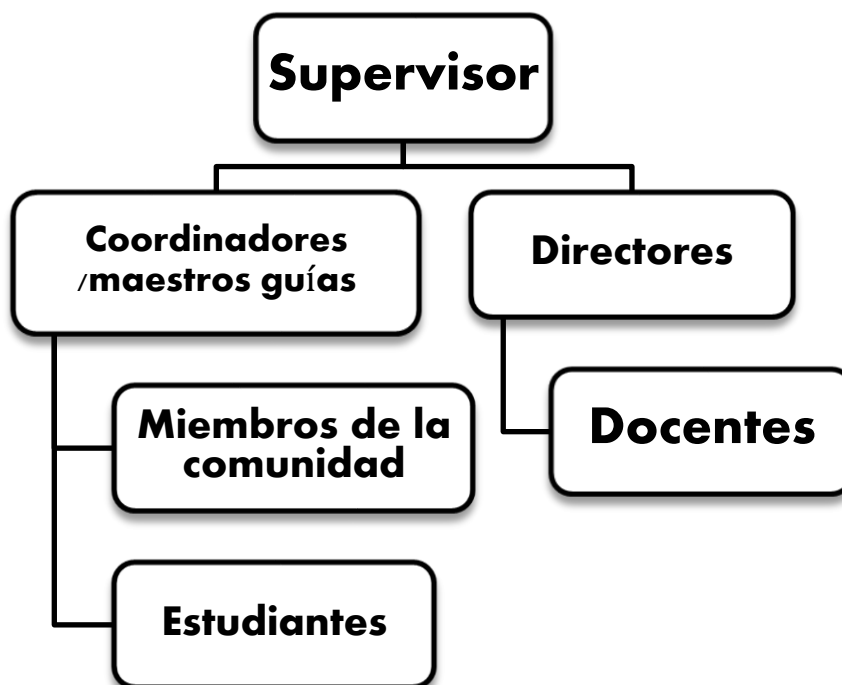 Supervisor
Coordinadores
/maestros guías
Directores
Miembros de la
comunidad
Docentes
Estudiantes